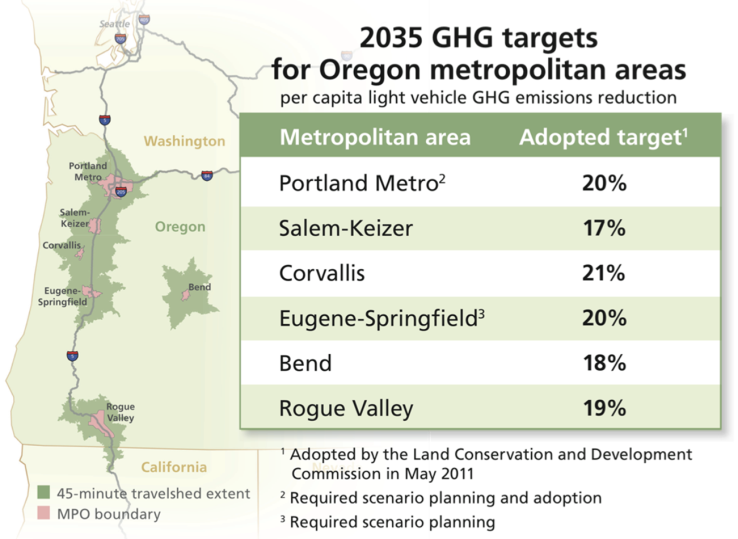 2035 GHG targets
for Oregon metropolitan areas
per capita light vehicle GHG emissions reduction
Metropolitan area Adopted target¹
Portland Metro² 20%
Salem-Keizer 17%
Corvallis 21%
Eugene-Springfield³ 20%
Bend 18%
Rogue Valley 19%
¹ Adopted by the Land Conservation and Development
Commission in May 2011
² Required scenario planning and adoption
³ Required scenario planning
Seattle
Washington
Portland
Metro
84
205
Salem-
Keizer
Oregon
Corvallis
Eugene-
Springfield
Bend
5
5
Rogue
Valley
California
45-minute travelshed extent
MPO boundary